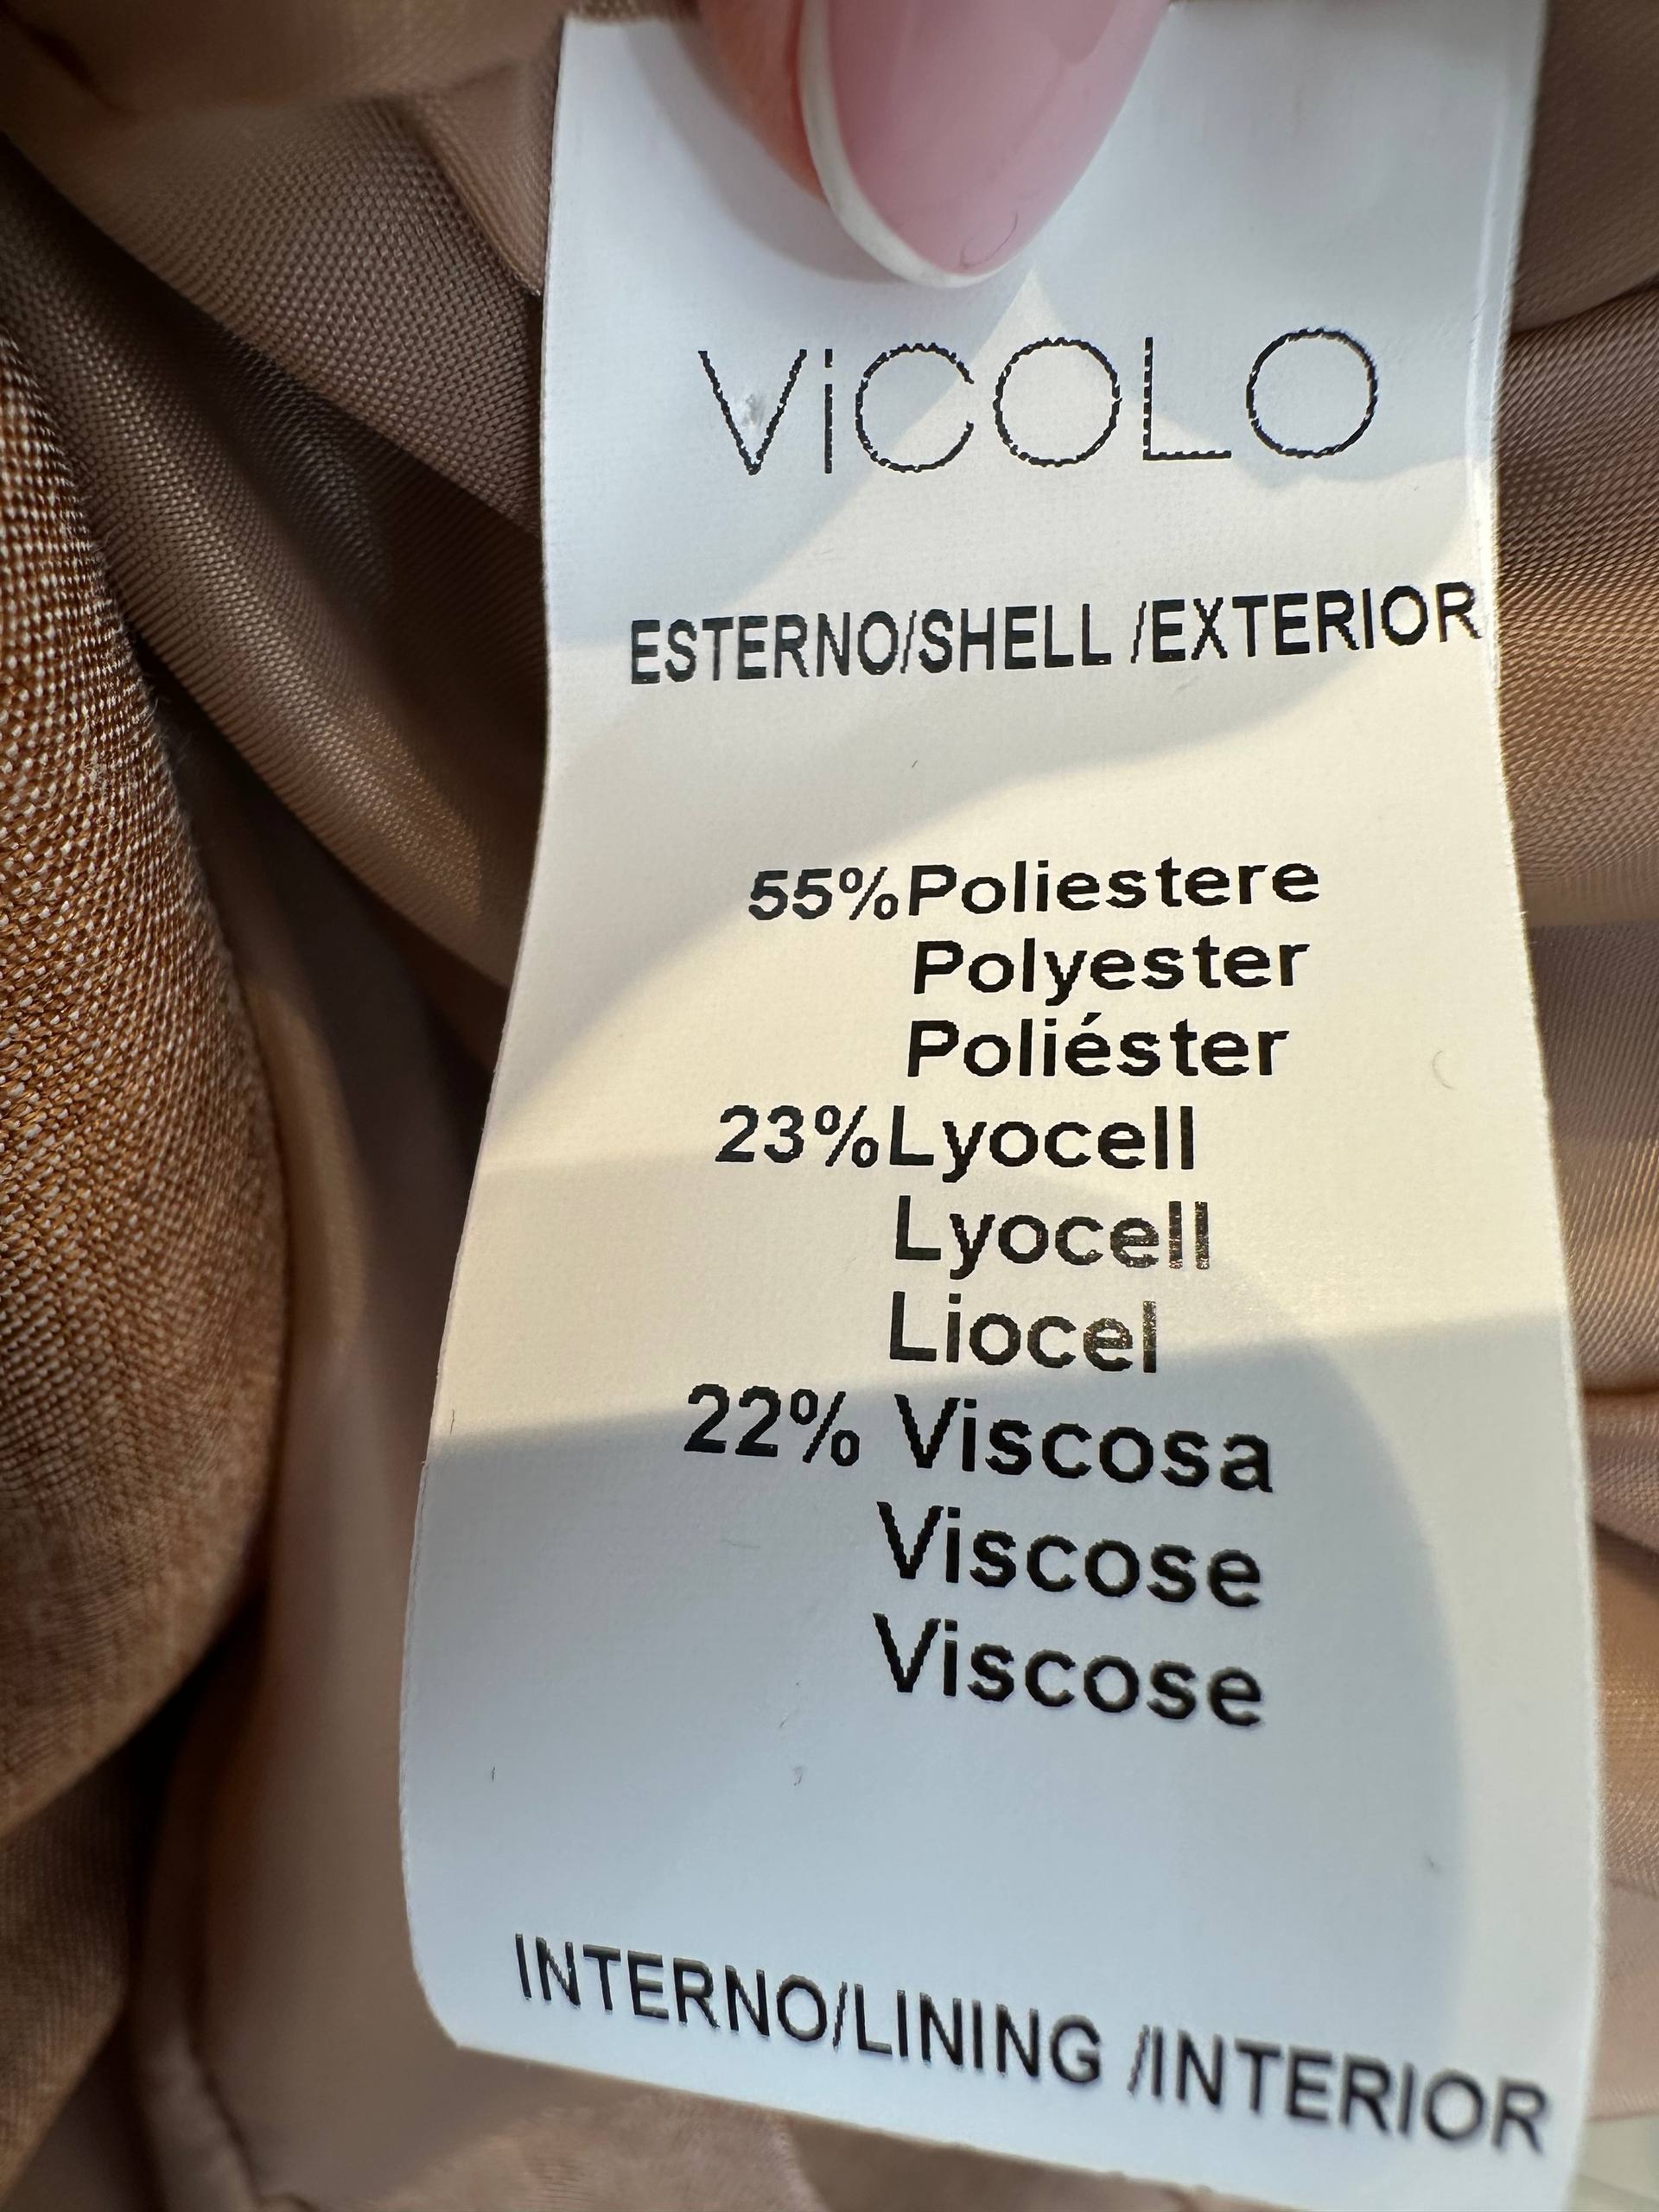 ViCOLO
ESTERNO/SHELL /EXTERIOR
55%Poliestere
Polyester
Poliéster
23%Lyocell
Lyocell
Liocel
22% Viscosa
Viscose
Viscose
INTERNO/LINING /INTERIOR